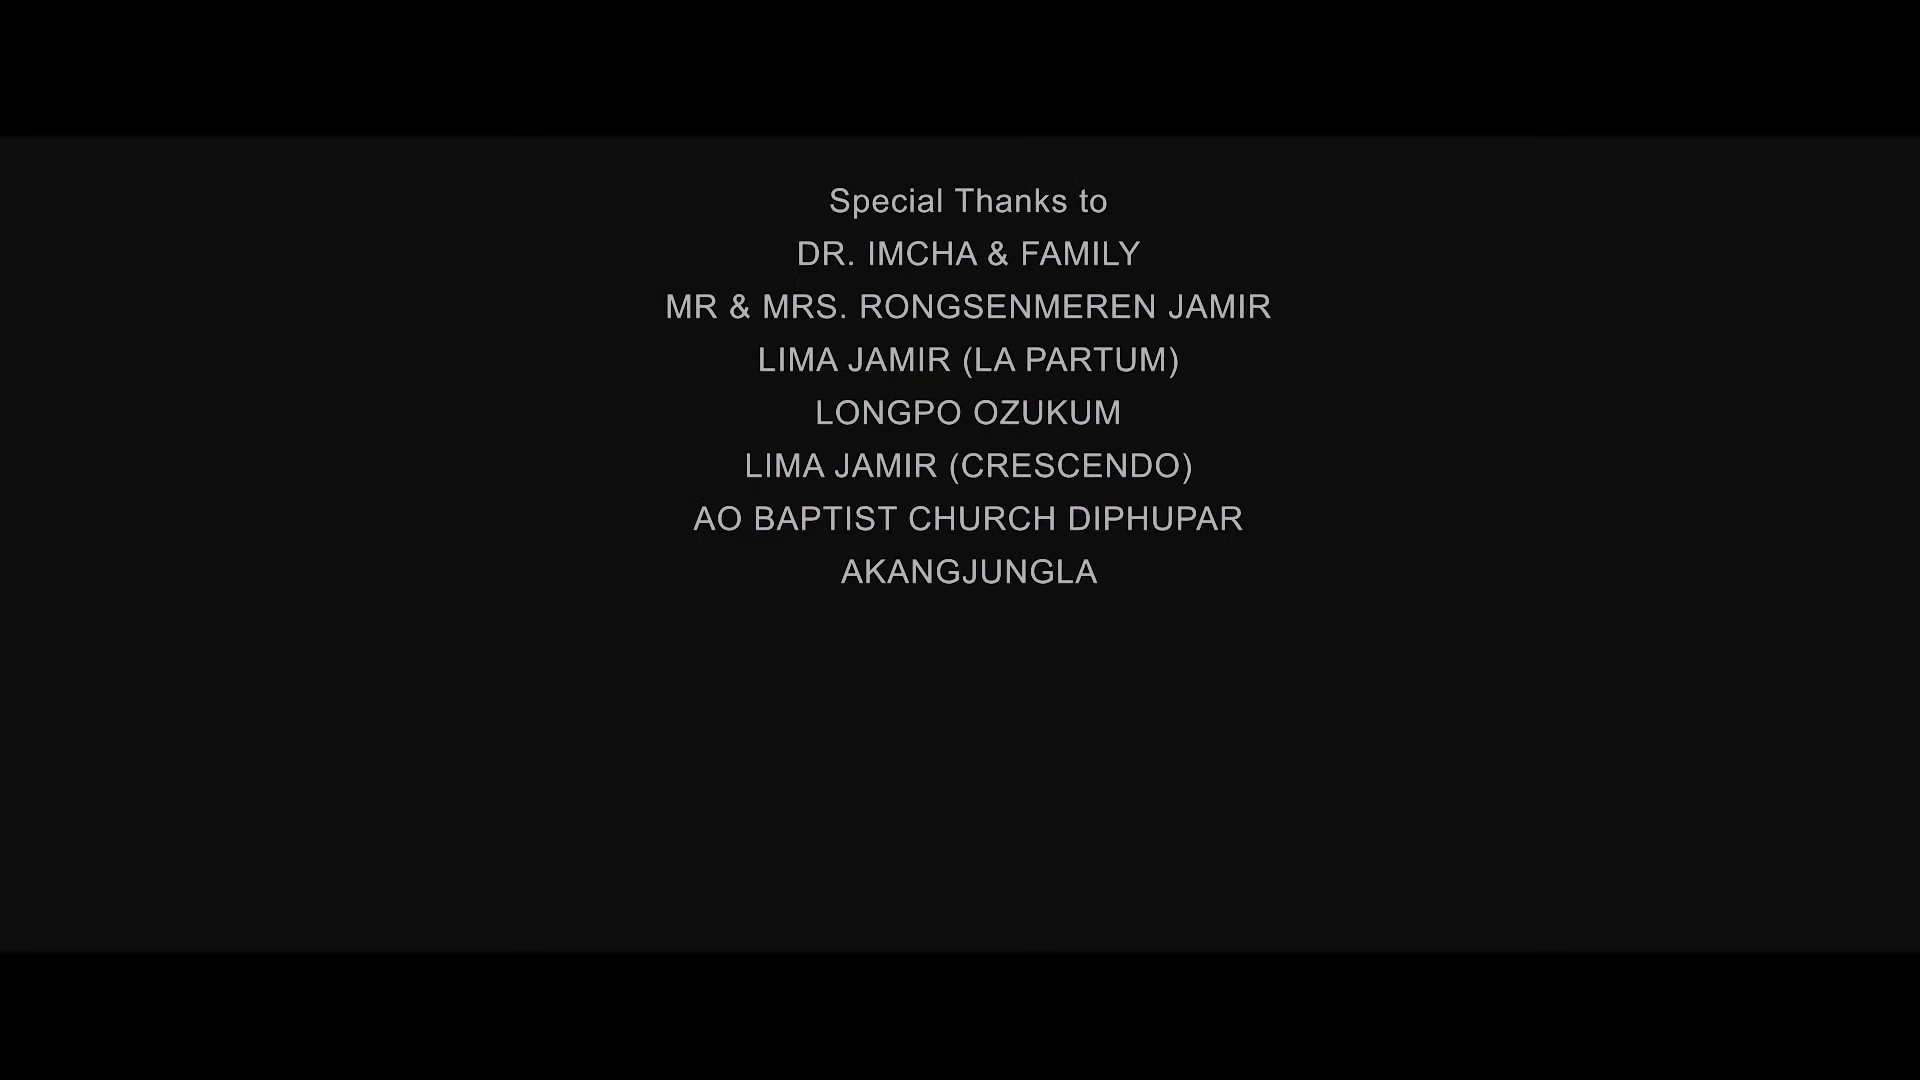 Special Thanks to
DR. IMCHA & FAMILY
MR & MRS. RONGSENMEREN JAMIR
LIMA JAMIR (LA PARTUM)
LONGPO OZUKUM
LIMA JAMIR (CRESCENDO)
AO BAPTIST CHURCH DIPHUPAR
AKANGJUNGLA